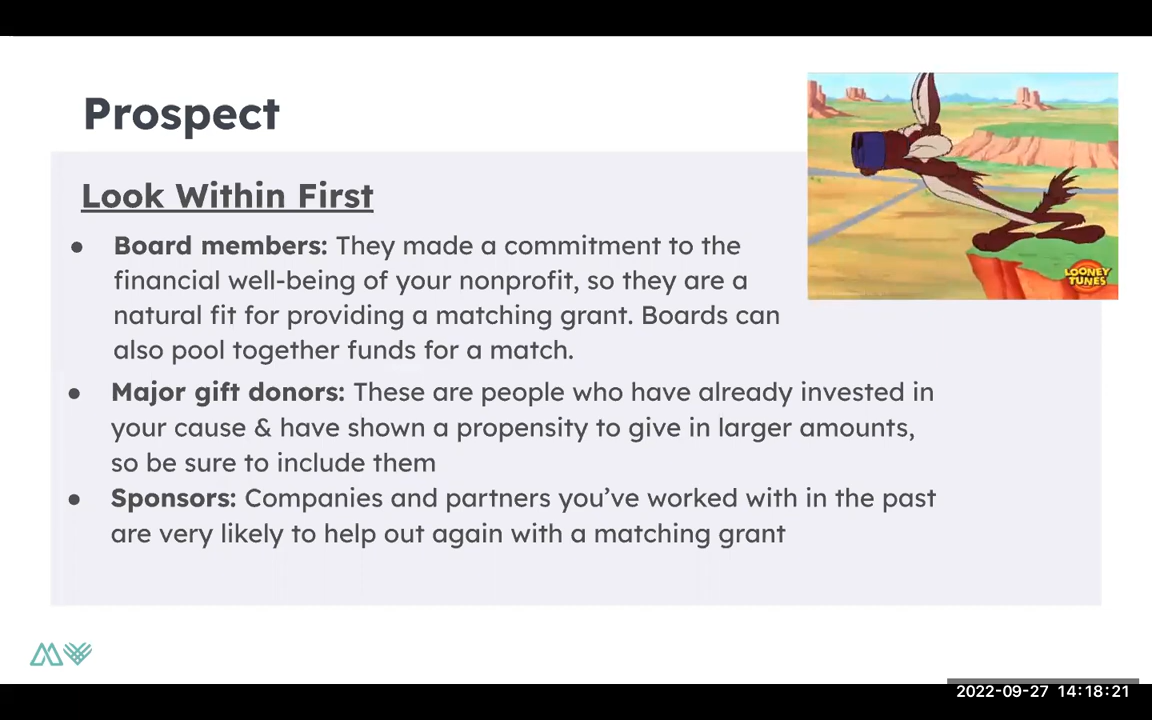 Prospect
Look Within First
● Board members: They made a commitment to the
financial well-being of your nonprofit, so they are a
natural fit for providing a matching grant. Boards can
also pool together funds for a match.
● Major gift donors: These are people who have already invested in
your cause & have shown a propensity to give in larger amounts,
so be sure to include them
● Sponsors: Companies and partners you’ve worked with in the past
are very likely to help out again with a matching grant
LOONEY
TUNES
2022-09-27 14:18:21